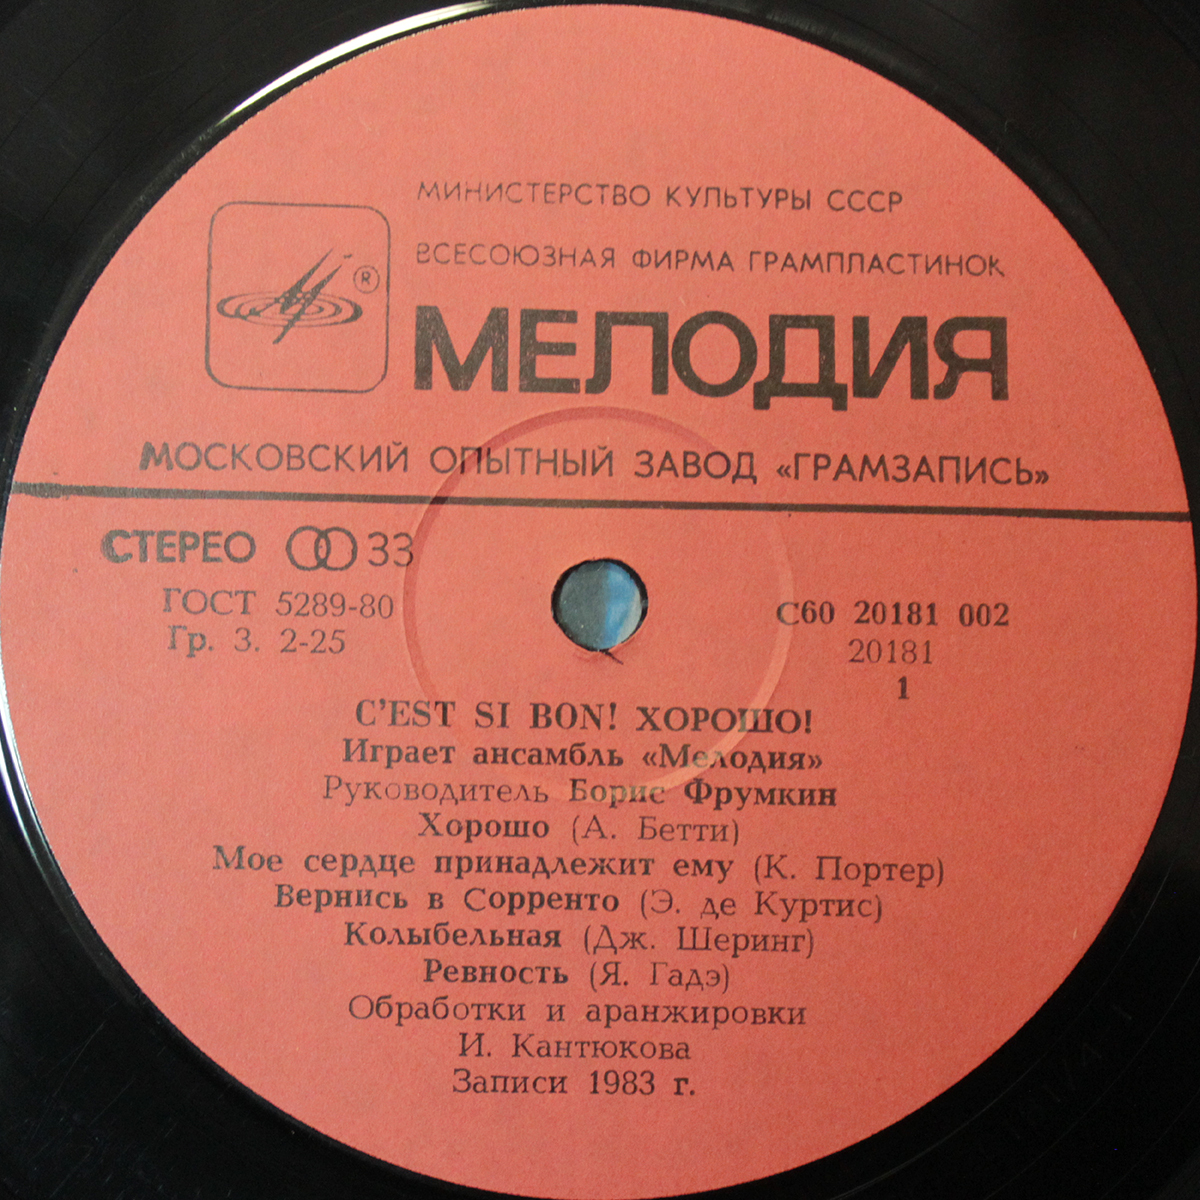 МИНИСТЕРСТВО КУЛЬТУРЫ СССР
ВСЕСОЮЗНАЯ ФИРМА ГРАМПЛАСТИНОК
®
МЕЛОДИЯ
МОСКОВСКИЙ ОПЫТНЫЙ ЗАВОД «ГРАМЗАПИСЬ»
СТЕРЕО 33
ГОСТ 5289-80
Гр. 3. 2-25
С60 20181 002
20181
1
C'EST SI BON! ХОРОШО!
Играет ансамбль «Мелодия»
Руководитель Борис Фрумкин
Хорошо (А. Бетти)
Мое сердце принадлежит ему (К. Портер)
Вернись в Сорренто (Э. де Куртис)
Колыбельная (Дж. Ширинг)
Ревность (Я. Гадэ)
Обработки и аранжировки
И. Кантюкова
Записи 1983 г.